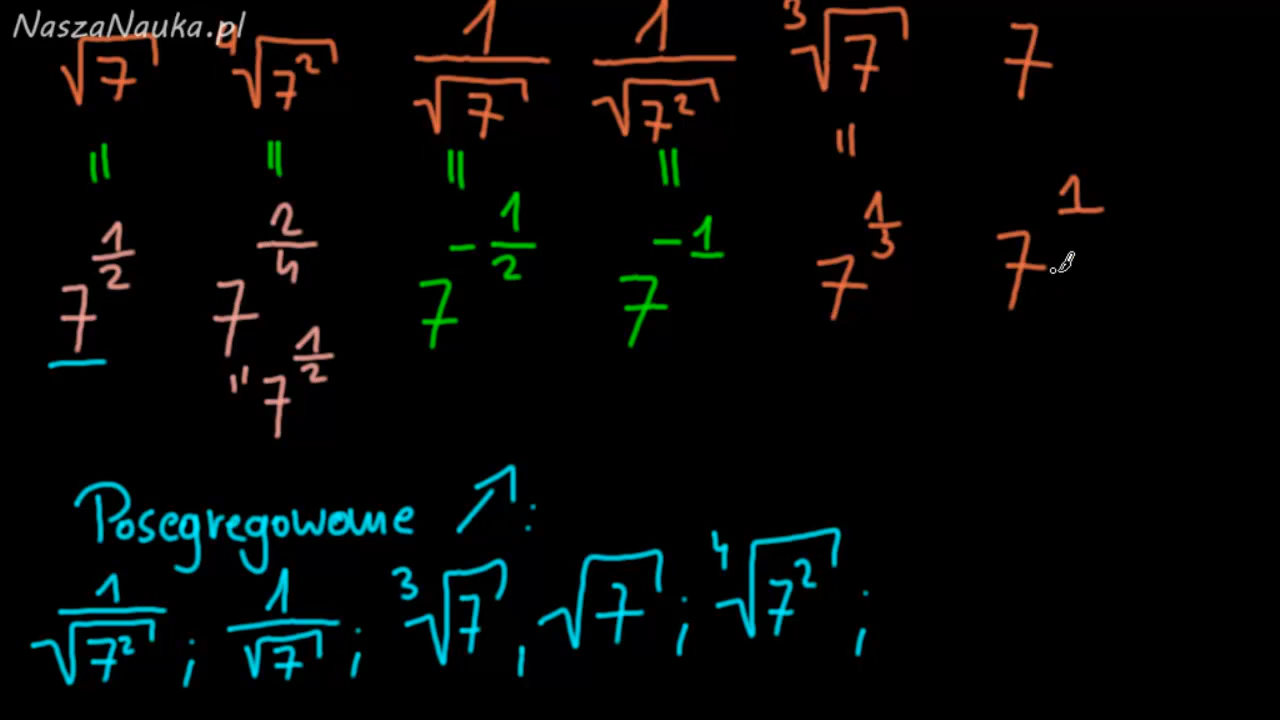 NaszaNauka.pl
√7 ⁴√7² 1/√7 1/√7² ³√7 7
= = = = =
7^(1/2) 7^(2/4) 7^(-1/2) 7^(-1) 7^(1/3) 7^1
= 7^(1/2)
Posegregowane ↗:
1/√7² ; 1/√7 ; ³√7 , √7 ; ⁴√7² ;